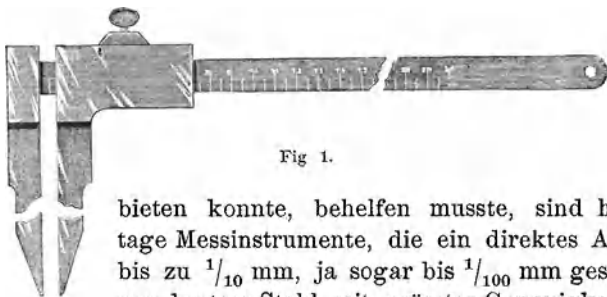 Fig 1.
bieten konnte, behelfen musste, sind h
tage Messinstrumente, die ein direktes A
bis zu 1/10 mm, ja sogar bis 1/100 mm ges